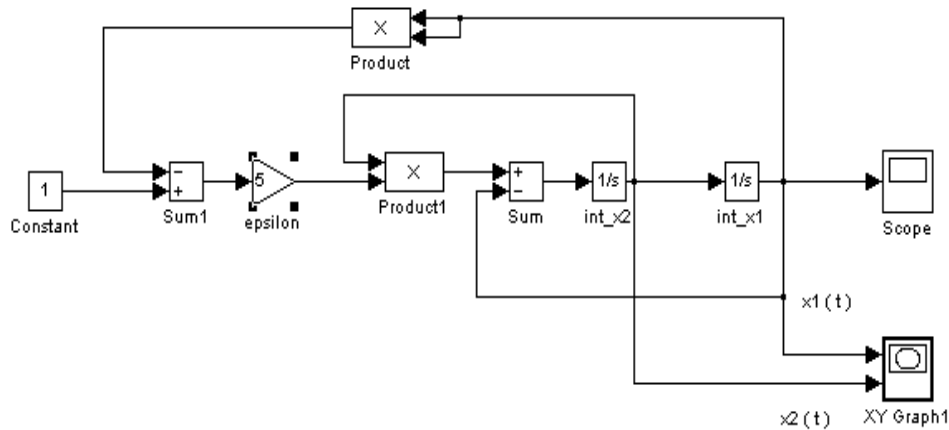 X
Product
1
Constant
−
+
Sum1
5
epsilon
X
Product1
+
−
Sum
1/s
int_x2
1/s
int_x1
Scope
x1(t)
x2(t)
XY Graph1